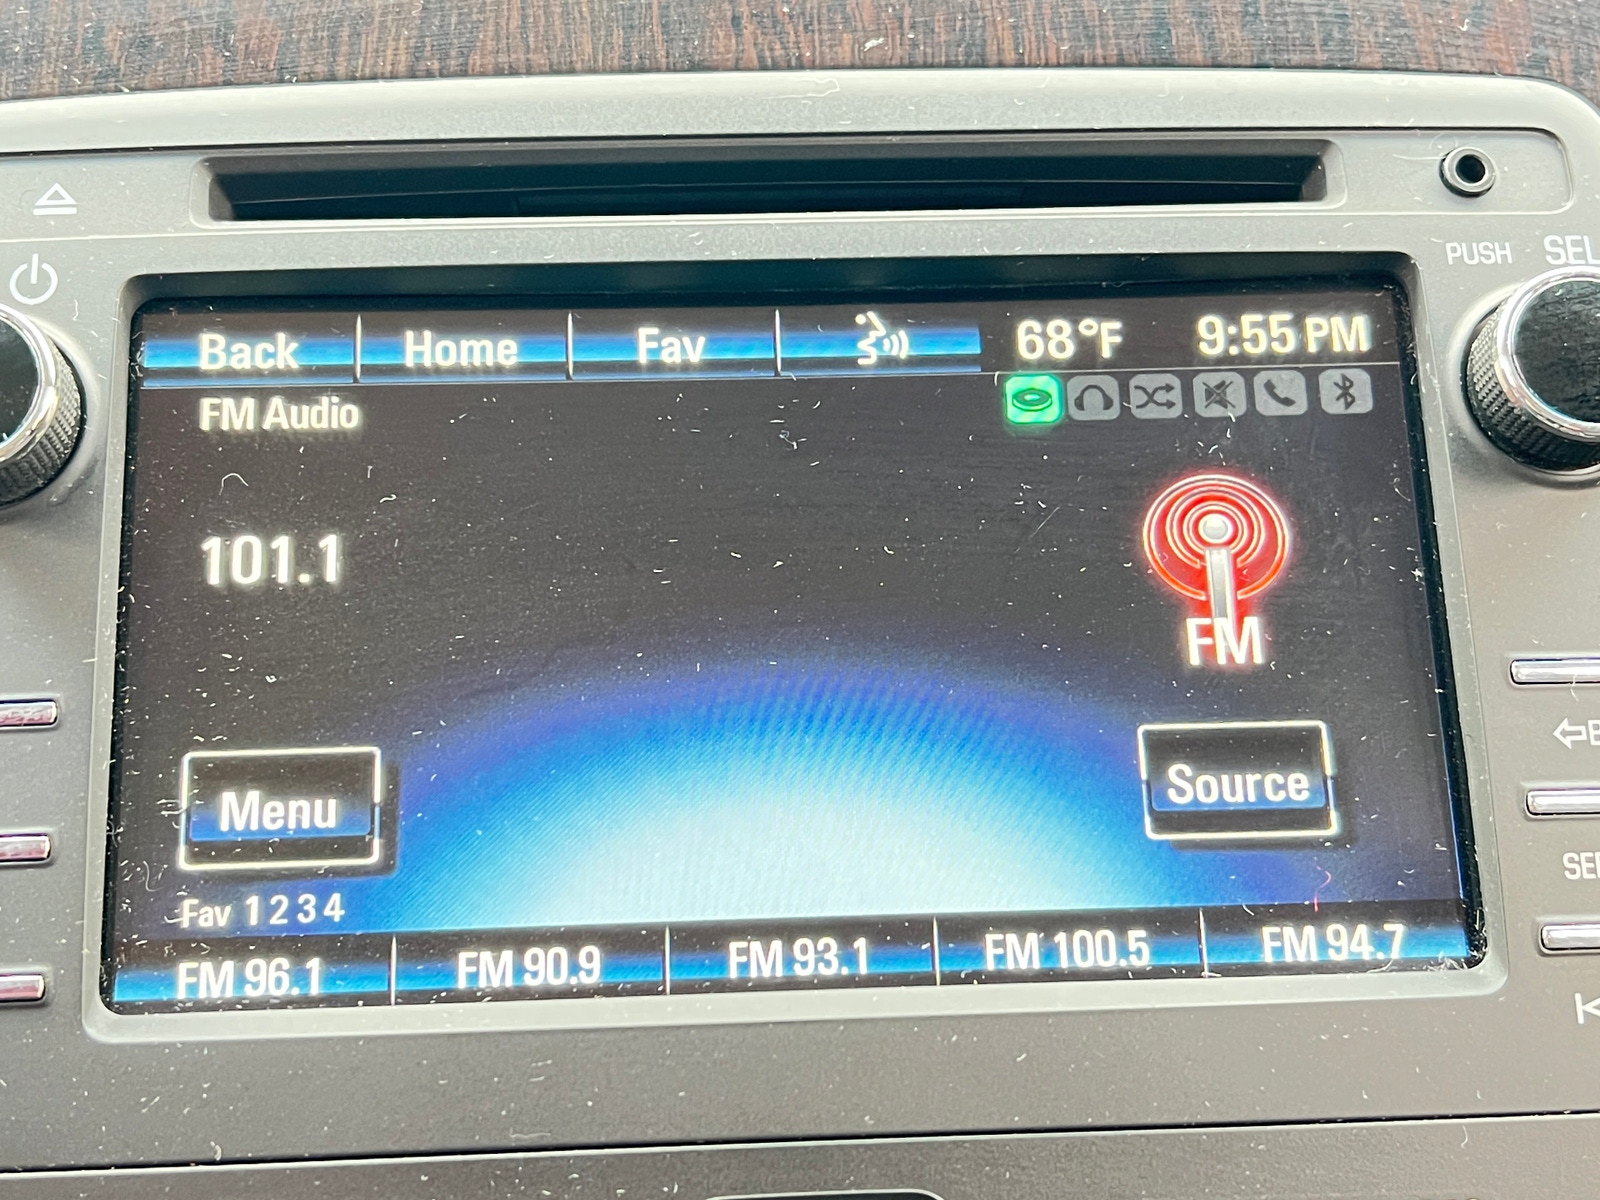 PUSH SEL
Back Home Fav 68°F 9:55 PM
FM Audio
101.1
FM
Menu
Source
Fav 1 2 3 4
FM 96.1 FM 90.9 FM 93.1 FM 100.5 FM 94.7